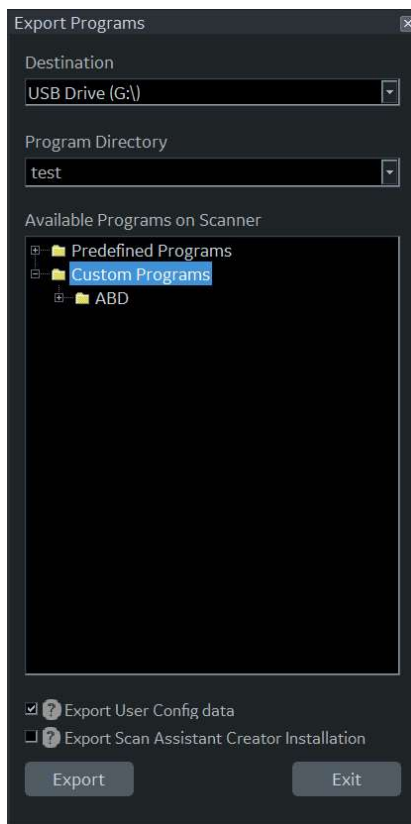 Export Programs
Destination
USB Drive (G:\)
Program Directory
test
Available Programs on Scanner
Predefined Programs
Custom Programs
ABD
Export User Config data
Export Scan Assistant Creator Installation
Export
Exit